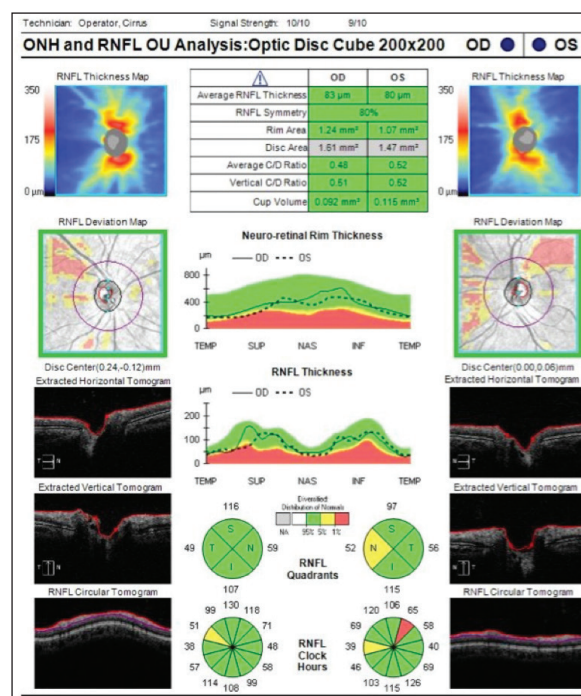 Technician: Operator, Cirrus Signal Strength: 10/10 9/10
ONH and RNFL OU Analysis:Optic Disc Cube 200x200 OD OS
RNFL Thickness Map
350
175
0 µm
OD OS
Average RNFL Thickness 83 µm 80 µm
RNFL Symmetry 80%
Rim Area 1.24 mm² 1.07 mm²
Disc Area 1.61 mm² 1.47 mm²
Average C/D Ratio 0.48 0.52
Vertical C/D Ratio 0.51 0.52
Cup Volume 0.092 mm³ 0.115 mm³
RNFL Thickness Map
350
175
0 µm
RNFL Deviation Map
Disc Center(0.24,-0.12)mm
Neuro-retinal Rim Thickness
µm OD OS
800
400
0
TEMP SUP NAS INF TEMP
RNFL Deviation Map
Disc Center(0.00,0.06)mm
Extracted Horizontal Tomogram
T N
RNFL Thickness
µm OD OS
200
100
0
TEMP SUP NAS INF TEMP
Extracted Horizontal Tomogram
T N
Extracted Vertical Tomogram
Diversified:
Distribution of Normals
NA 95% 5% 1%
116
49 S T N I 59
107
RNFL
Quadrants
97
52 S N T I 56
115
Extracted Vertical Tomogram
RNFL Circular Tomogram
130
99 118
51 71
38 48
57 58
114 99
108
RNFL
Clock
Hours
106
120 65
69 58
39 40
46 69
103 126
115
RNFL Circular Tomogram